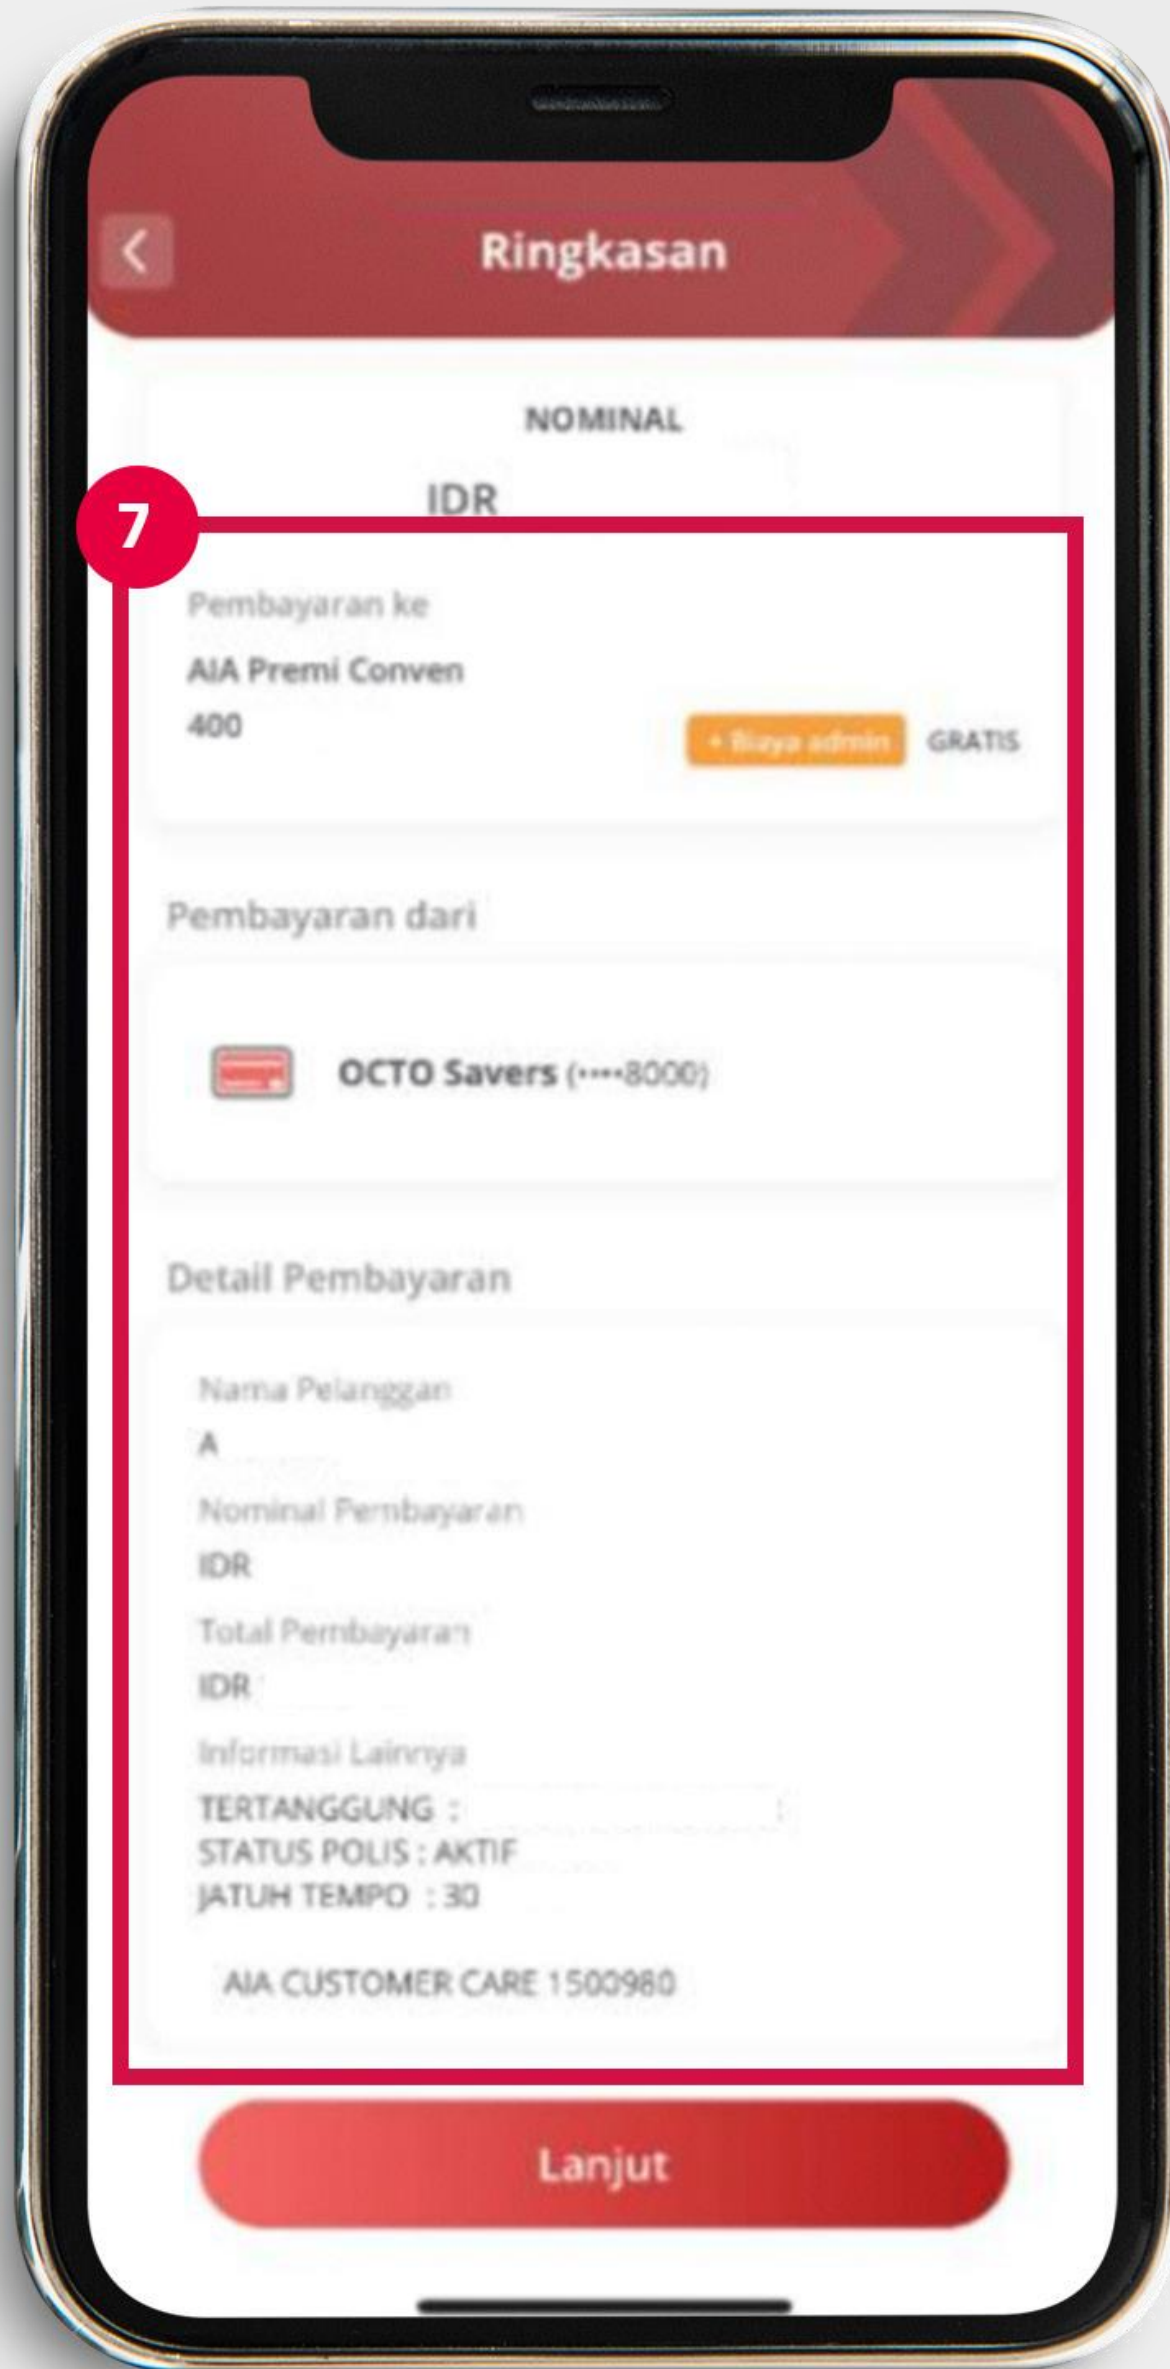 Ringkasan
NOMINAL
IDR
7
Pembayaran ke
AIA Premi Conven
400
+ Biaya admin GRATIS
Pembayaran dari
OCTO Savers (····8000)
Detail Pembayaran
Nama Pelanggan
A
Nominal Pembayaran
IDR
Total Pembayaran
IDR
Informasi Lainnya
TERTANGGUNG :
STATUS POLIS : AKTIF
JATUH TEMPO : 30
AIA CUSTOMER CARE 1500980
Lanjut